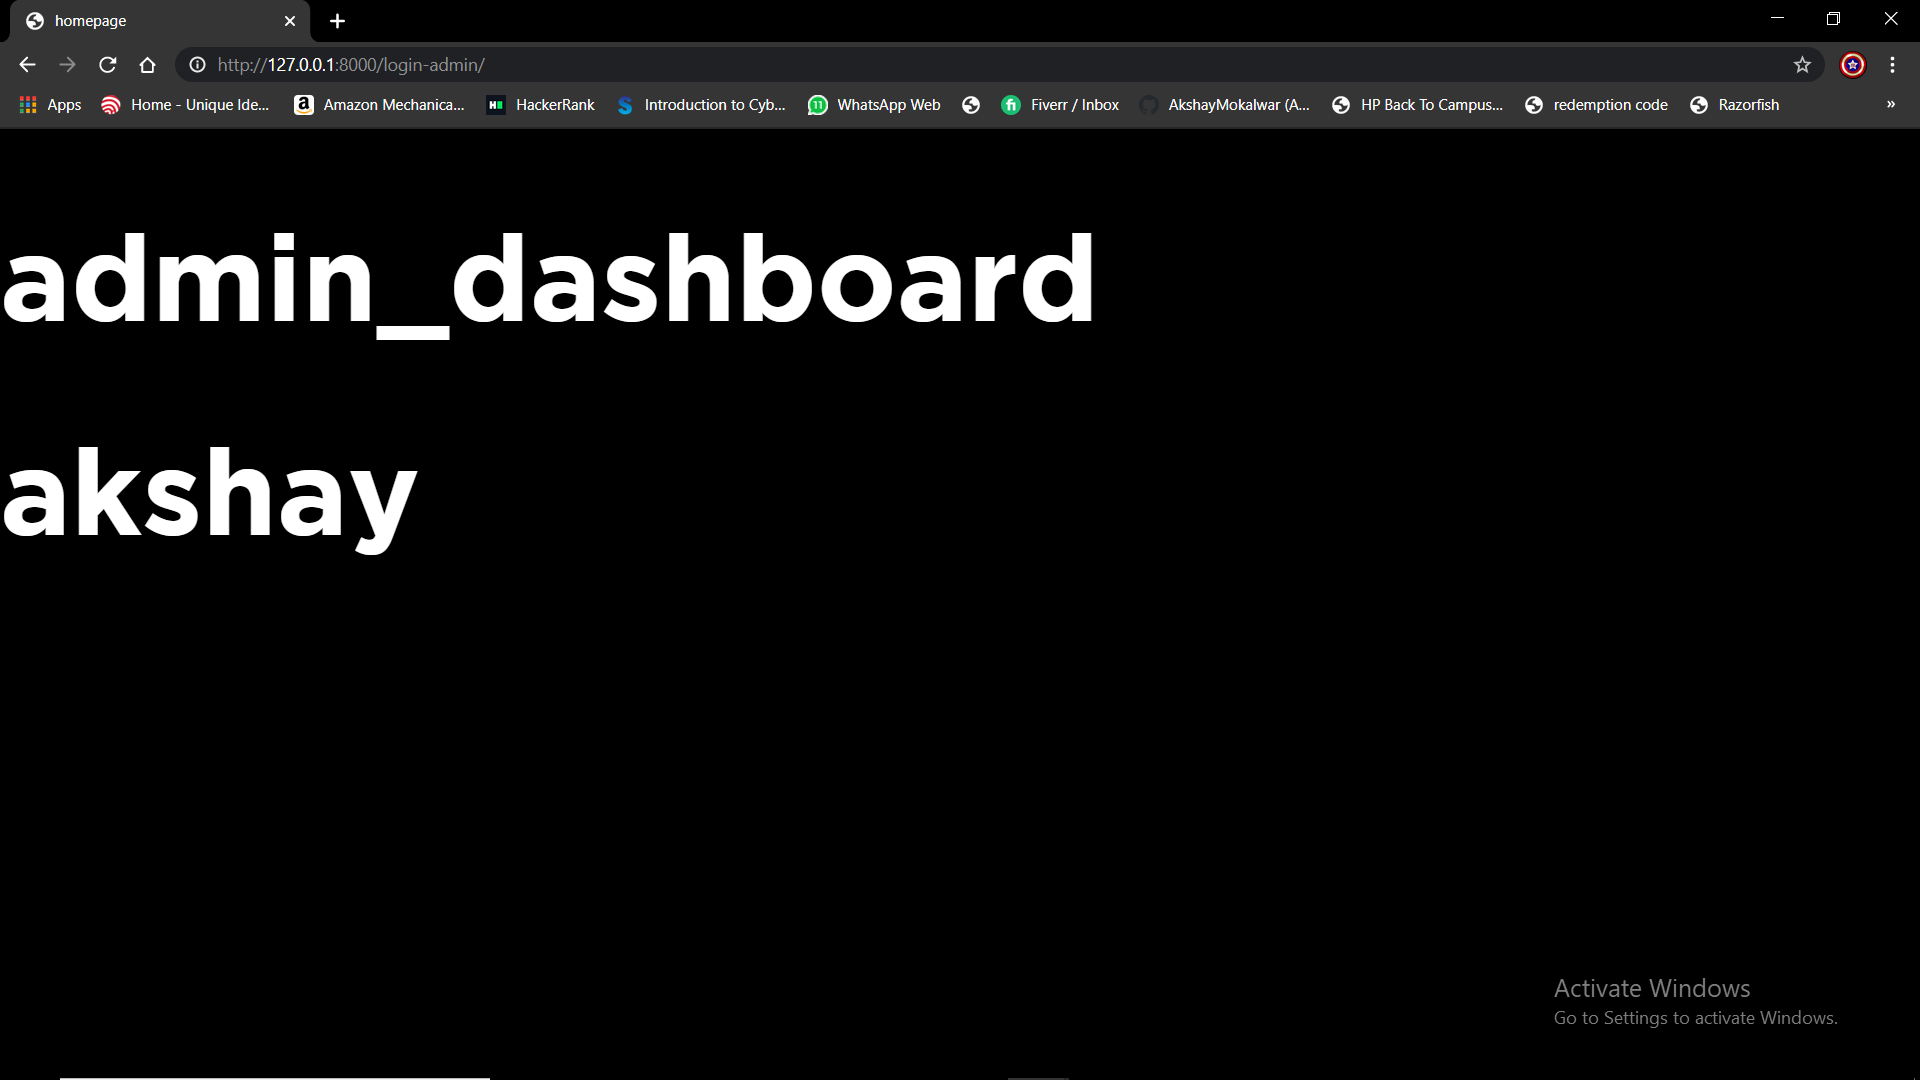 homepage
http://127.0.0.1:8000/login-admin/
Apps Home - Unique Ide... a Amazon Mechanica... HackerRank S Introduction to Cyb... 11 WhatsApp Web fi Fiverr / Inbox AkshayMokalwar (A... HP Back To Campus... redemption code Razorfish »
admin_dashboard
akshay
Activate Windows
Go to Settings to activate Windows.